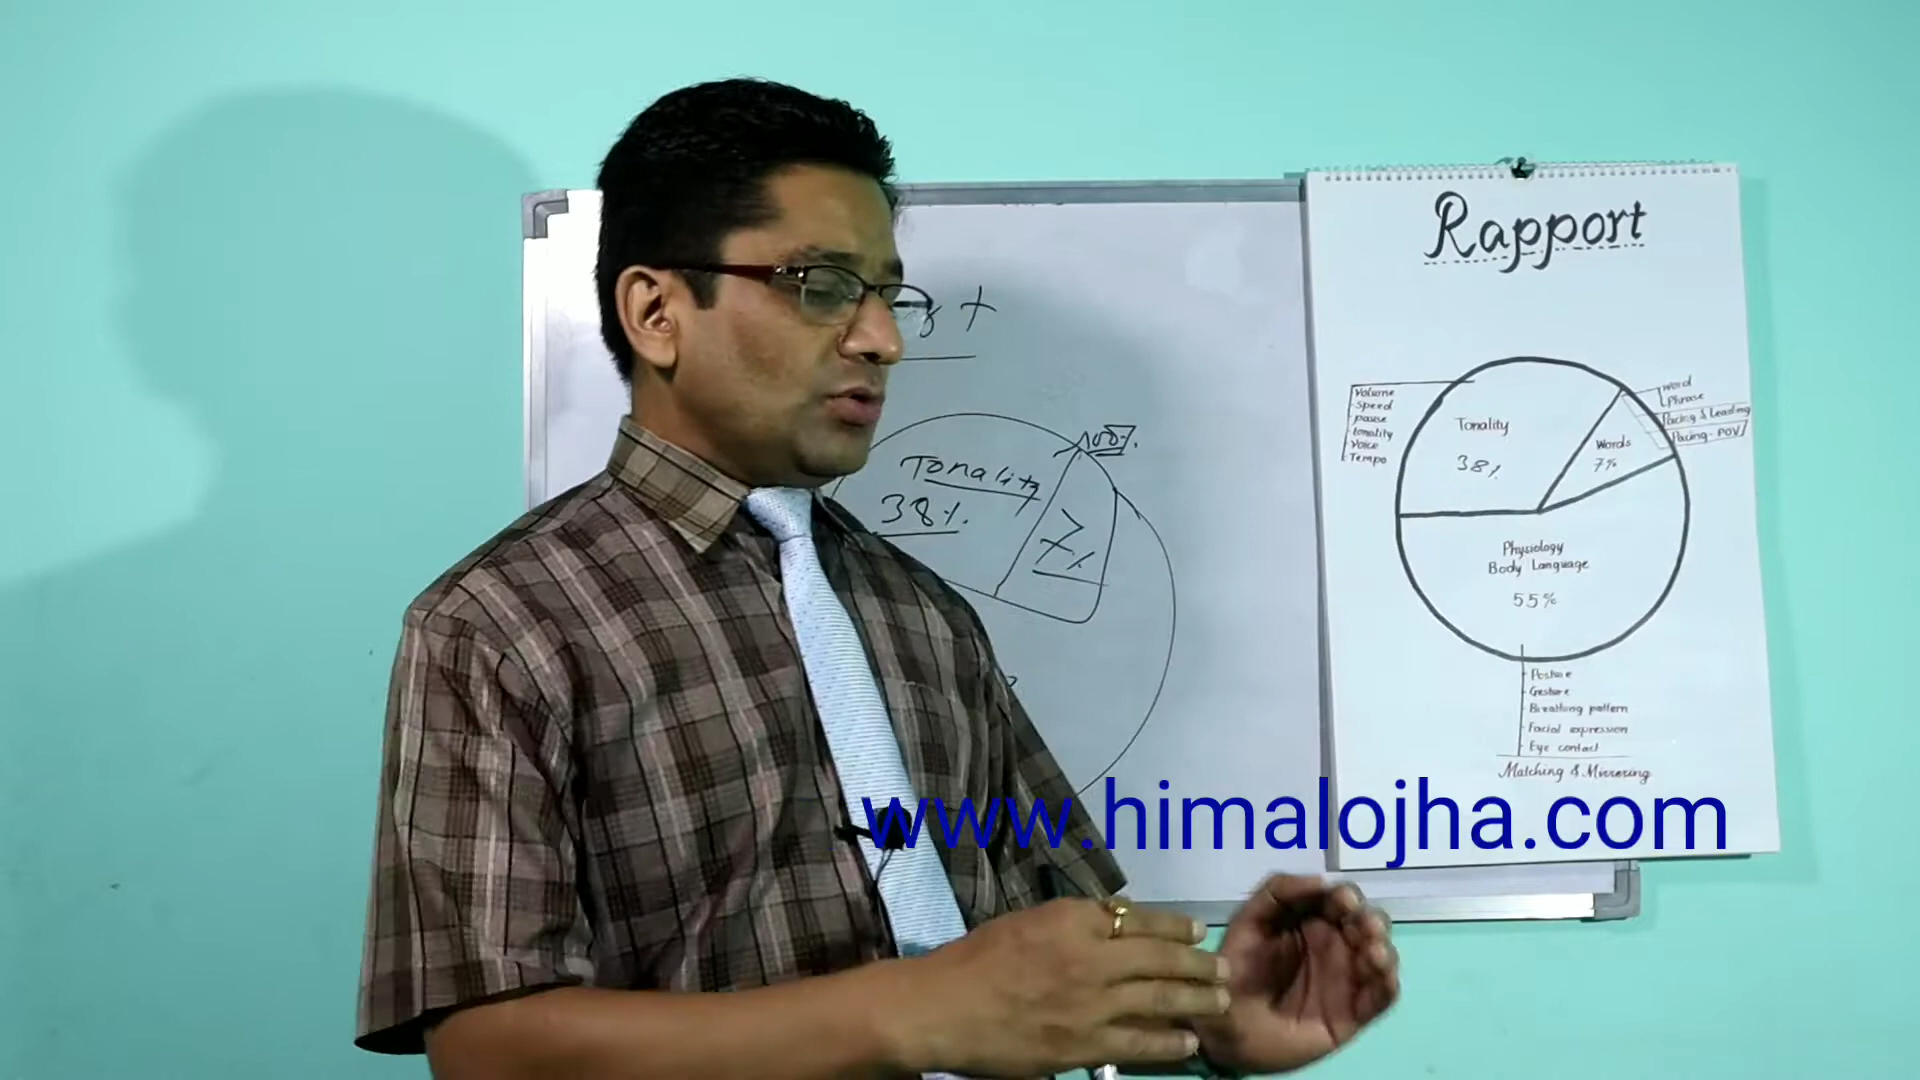 Tonality
38%.
100%.
7%
Rapport
Volume
Speed
pause
tonality
Voice
Tempo
Tonality
38%
Words
7%
word
Phrase
Pacing & Leading
Pacing - POV
Physiology
Body Language
55%
Posture
Gesture
Breathing pattern
Facial expression
Eye contact
Matching & Mirroring
www.himalojha.com